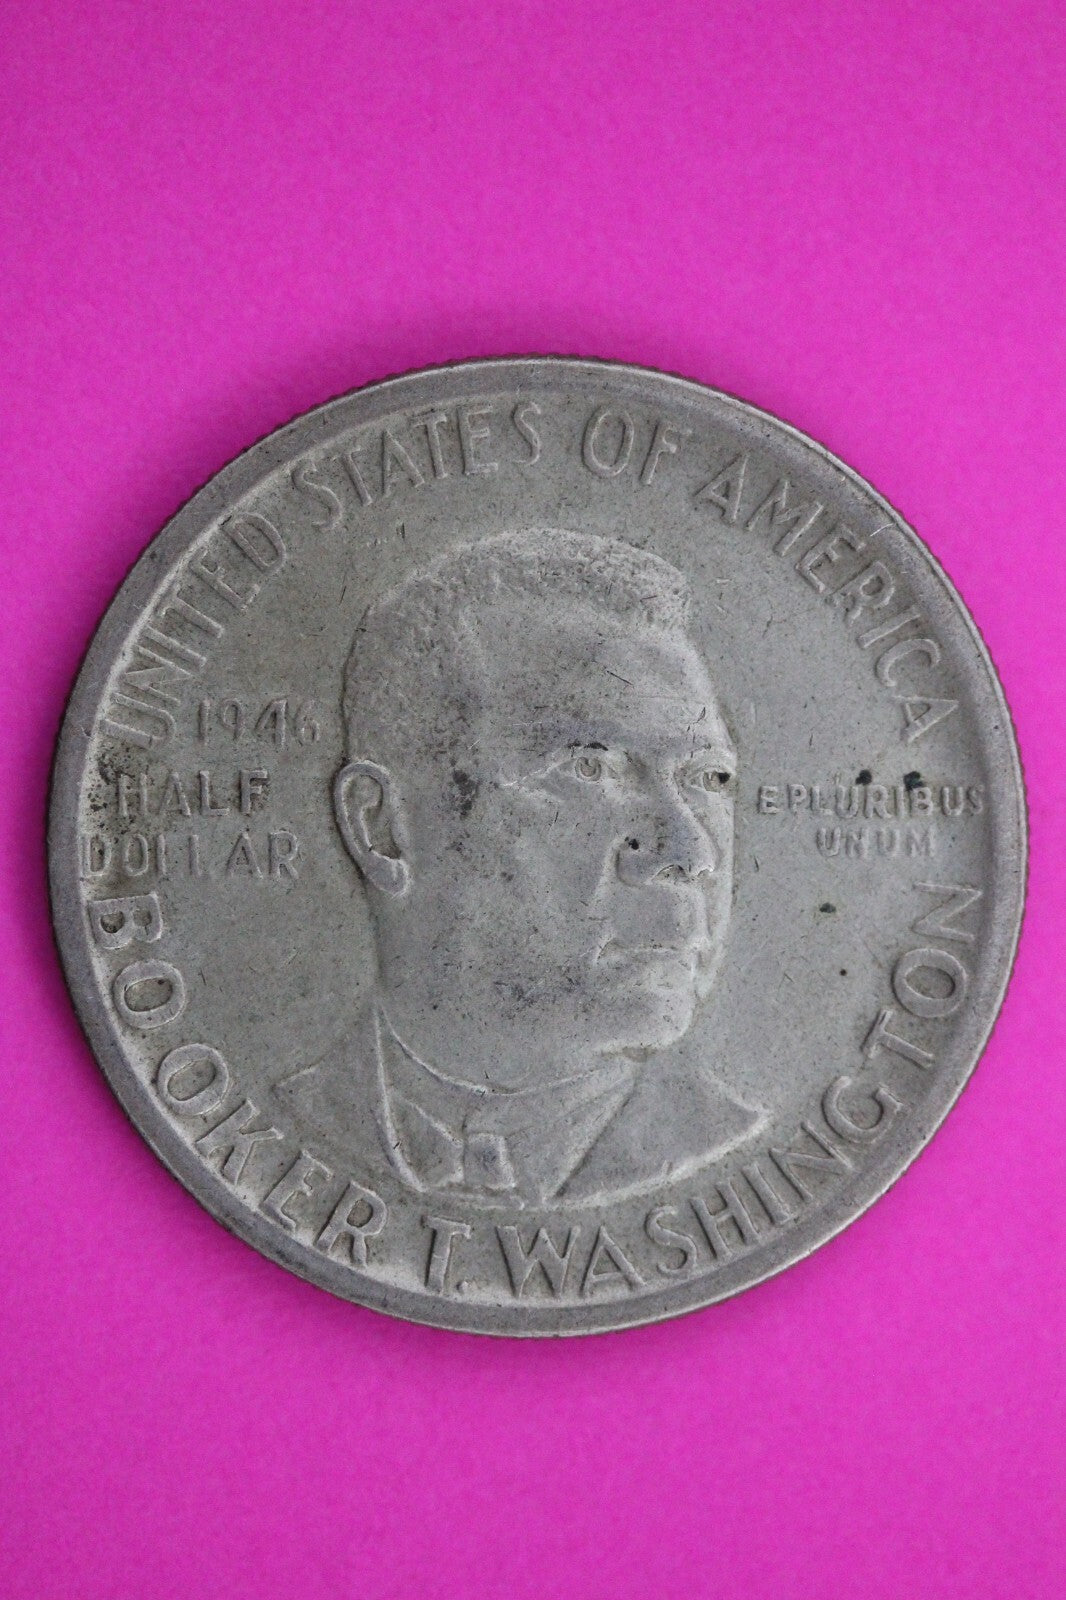 UNITED STATES OF AMERICA
1946
HALF
DOLLAR
E PLURIBUS
UNUM
BOOKER T. WASHINGTON